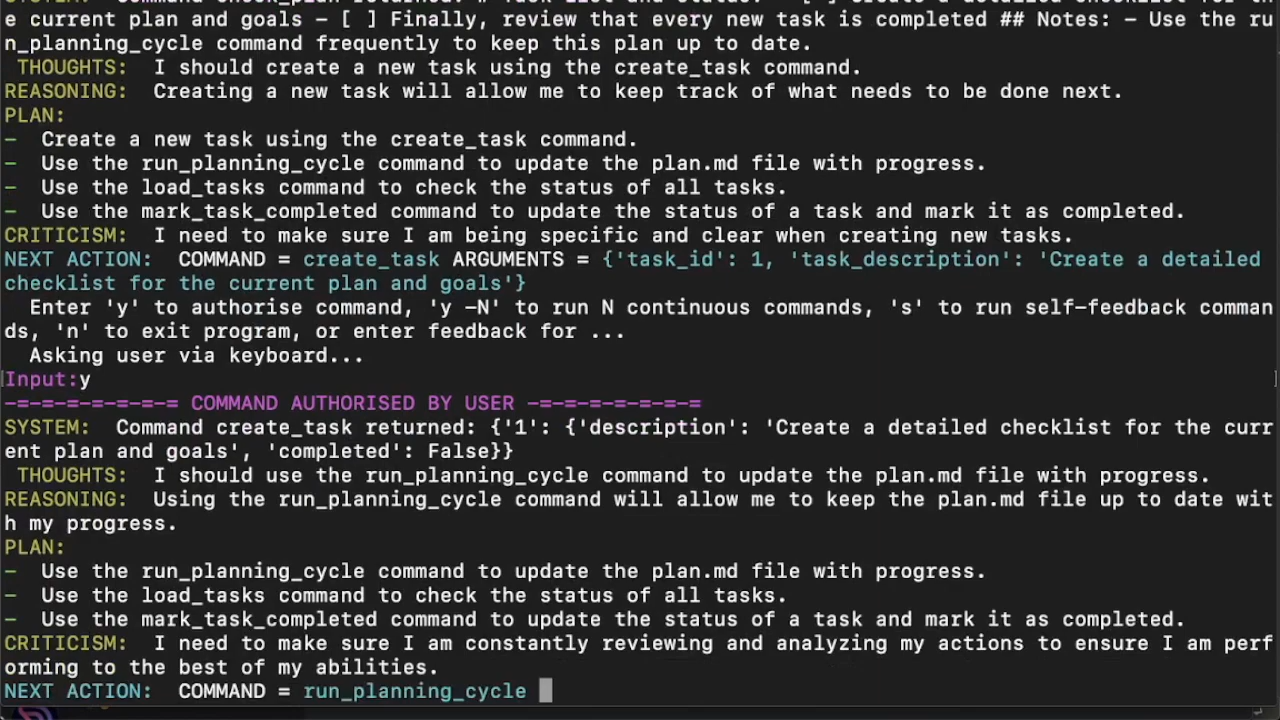 e current plan and goals - [ ] Finally, review that every new task is completed ## Notes: - Use the ru
n_planning_cycle command frequently to keep this plan up to date.
THOUGHTS: I should create a new task using the create_task command.
REASONING: Creating a new task will allow me to keep track of what needs to be done next.
PLAN:
- Create a new task using the create_task command.
- Use the run_planning_cycle command to update the plan.md file with progress.
- Use the load_tasks command to check the status of all tasks.
- Use the mark_task_completed command to update the status of a task and mark it as completed.
CRITICISM: I need to make sure I am being specific and clear when creating new tasks.
NEXT ACTION: COMMAND = create_task ARGUMENTS = {'task_id': 1, 'task_description': 'Create a detailed
checklist for the current plan and goals'}
Enter 'y' to authorise command, 'y -N' to run N continuous commands, 's' to run self-feedback comman
ds, 'n' to exit program, or enter feedback for ...
Asking user via keyboard...
Input:y
-=-=-=-=-=-=-= COMMAND AUTHORISED BY USER -=-=-=-=-=-=-=
SYSTEM: Command create_task returned: {'1': {'description': 'Create a detailed checklist for the curr
ent plan and goals', 'completed': False}}
THOUGHTS: I should use the run_planning_cycle command to update the plan.md file with progress.
REASONING: Using the run_planning_cycle command will allow me to keep the plan.md file up to date wit
h my progress.
PLAN:
- Use the run_planning_cycle command to update the plan.md file with progress.
- Use the load_tasks command to check the status of all tasks.
- Use the mark_task_completed command to update the status of a task and mark it as completed.
CRITICISM: I need to make sure I am constantly reviewing and analyzing my actions to ensure I am perf
orming to the best of my abilities.
NEXT ACTION: COMMAND = run_planning_cycle